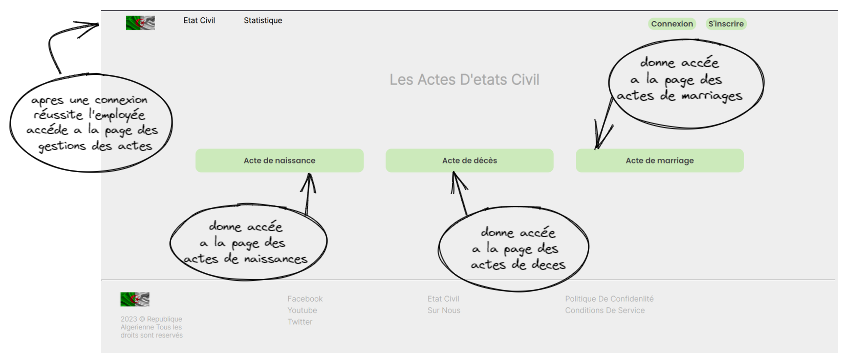 Etat Civil
Statistique
Connexion
S'inscrire
Les Actes D'etats Civil
donne accée
a la page des
actes de marriages
apres une connexion
réussite l'employée
accéde a la page des
gestions des actes
Acte de naissance
Acte de décés
Acte de marriage
donne accée
a la page des
actes de naissances
donne accée
a la page des
actes de deces
2023 © Republique
Algerienne Tous les
droits sont reservés
Facebook
Youtube
Twitter
Etat Civil
Sur Nous
Politique De Confidenlité
Conditions De Service